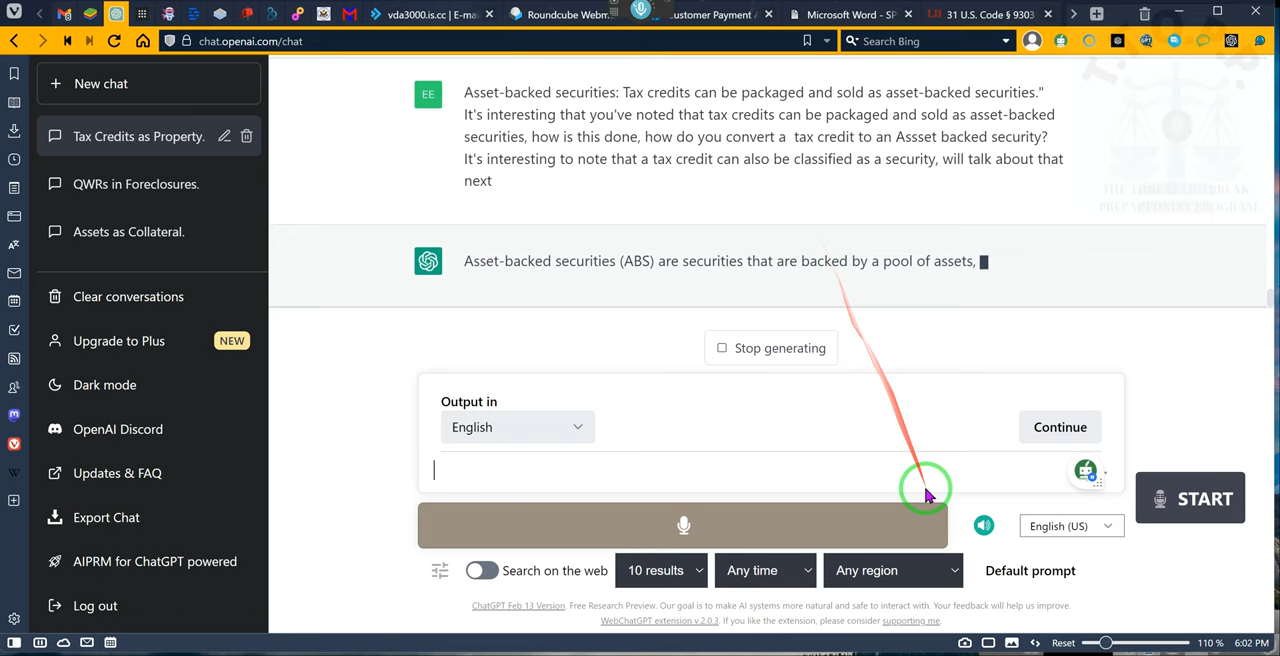 vda3000.is.cc | E-ma
Roundcube Webm
ustomer Payment
Microsoft Word - SP
31 U.S. Code § 9303
chat.openai.com/chat
Search Bing
New chat
Tax Credits as Property.
QWRs in Foreclosures.
Assets as Collateral.
Clear conversations
Upgrade to Plus NEW
Dark mode
OpenAI Discord
Updates & FAQ
Export Chat
AIPRM for ChatGPT powered
Log out
EE
Asset-backed securities: Tax credits can be packaged and sold as asset-backed securities."
It's interesting that you've noted that tax credits can be packaged and sold as asset-backed
securities, how is this done, how do you convert a tax credit to an Assset backed security?
It's interesting to note that a tax credit can also be classified as a security, will talk about that
next
THE
PREPAREDNESS PROGRAM
Asset-backed securities (ABS) are securities that are backed by a pool of assets,
Stop generating
Output in
English
Continue
START
English (US)
Search on the web
10 results
Any time
Any region
Default prompt
ChatGPT Feb 13 Version. Free Research Preview. Our goal is to make AI systems more natural and safe to interact with. Your feedback will help us improve.
WebChatGPT extension v.2.0.3. If you like the extension, please consider supporting me.
Reset
110 %
6:02 PM